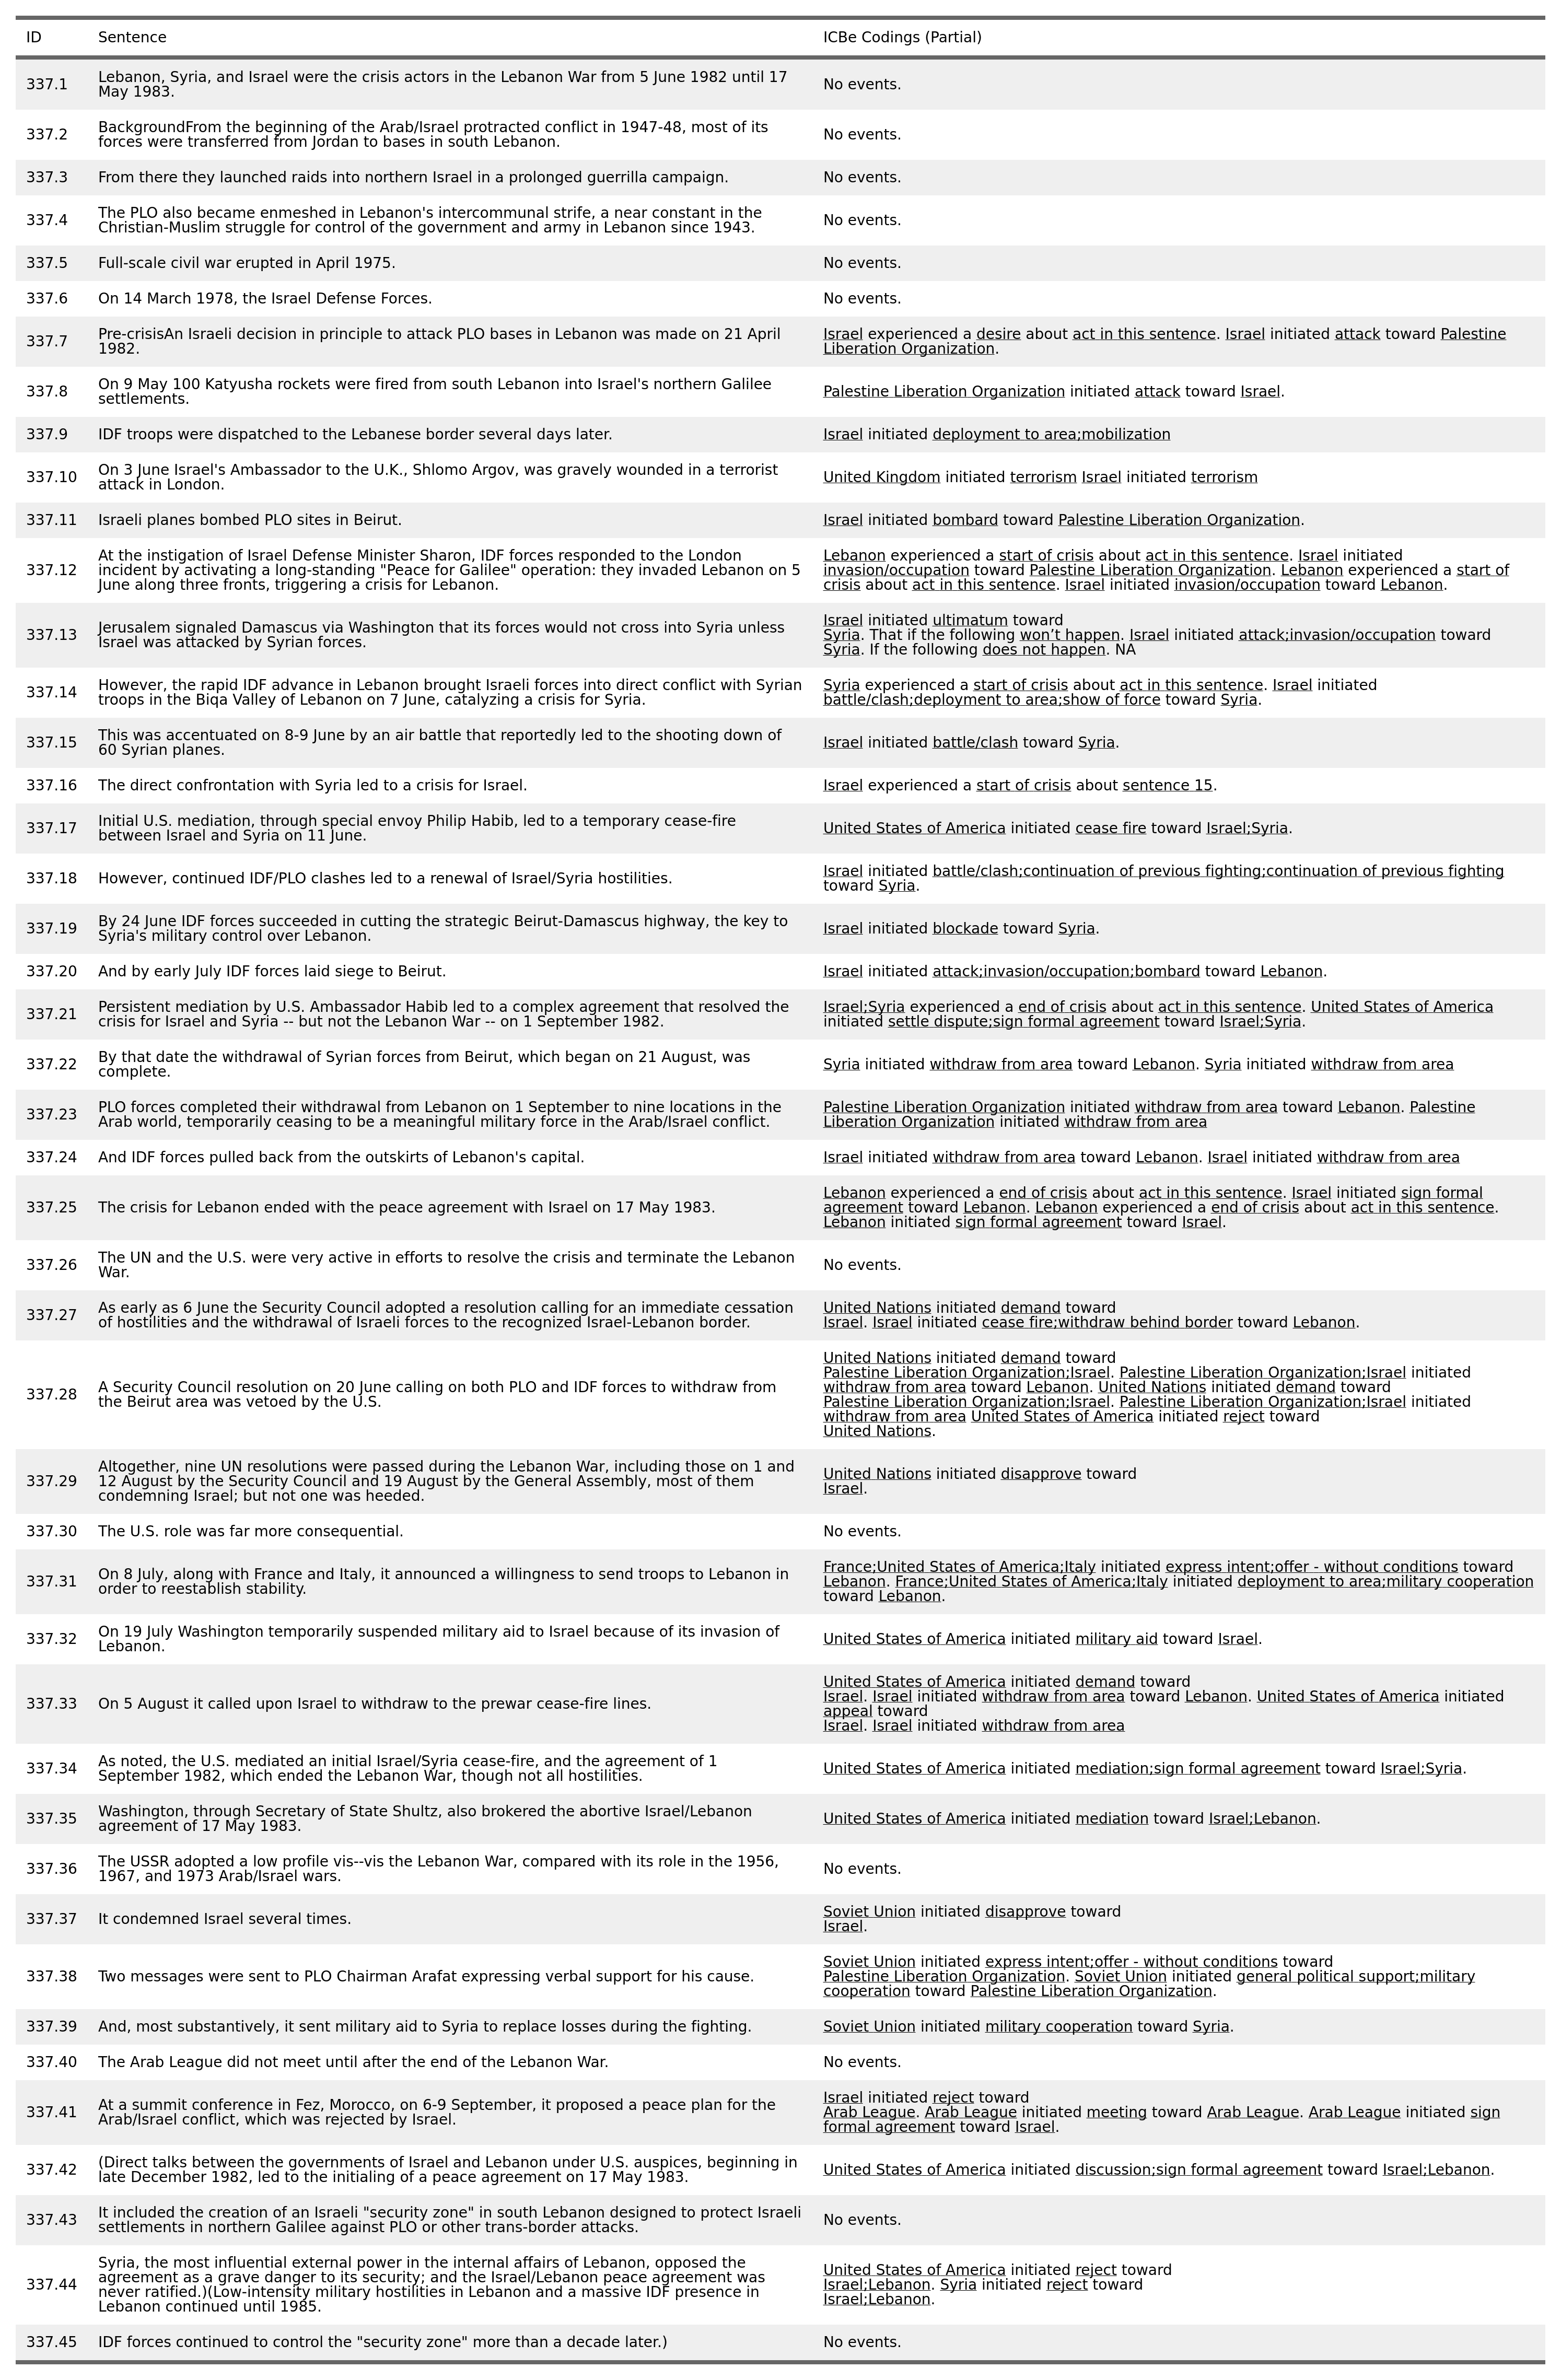 ID Sentence ICBe Codings (Partial)
337.1 Lebanon, Syria, and Israel were the crisis actors in the Lebanon War from 5 June 1982 until 17
May 1983. No events.
337.2 BackgroundFrom the beginning of the Arab/Israel protracted conflict in 1947-48, most of its
forces were transferred from Jordan to bases in south Lebanon. No events.
337.3 From there they launched raids into northern Israel in a prolonged guerrilla campaign. No events.
337.4 The PLO also became enmeshed in Lebanon's intercommunal strife, a near constant in the
Christian-Muslim struggle for control of the government and army in Lebanon since 1943. No events.
337.5 Full-scale civil war erupted in April 1975. No events.
337.6 On 14 March 1978, the Israel Defense Forces. No events.
337.7 Pre-crisisAn Israeli decision in principle to attack PLO bases in Lebanon was made on 21 April
1982.
Israel experienced a desire about act in this sentence. Israel initiated attack toward Palestine
Liberation Organization.
337.8 On 9 May 100 Katyusha rockets were fired from south Lebanon into Israel's northern Galilee
settlements.
Palestine Liberation Organization initiated attack toward Israel.
337.9 IDF troops were dispatched to the Lebanese border several days later. Israel initiated deployment to area;mobilization
337.10 On 3 June Israel's Ambassador to the U.K., Shlomo Argov, was gravely wounded in a terrorist
attack in London.
United Kingdom initiated terrorism Israel initiated terrorism
337.11 Israeli planes bombed PLO sites in Beirut. Israel initiated bombard toward Palestine Liberation Organization.
337.12 At the instigation of Israel Defense Minister Sharon, IDF forces responded to the London
incident by activating a long-standing "Peace for Galilee" operation: they invaded Lebanon on 5
June along three fronts, triggering a crisis for Lebanon.
Lebanon experienced a start of crisis about act in this sentence. Israel initiated
invasion/occupation toward Palestine Liberation Organization. Lebanon experienced a start of
crisis about act in this sentence. Israel initiated invasion/occupation toward Lebanon.
337.13 Jerusalem signaled Damascus via Washington that its forces would not cross into Syria unless
Israel was attacked by Syrian forces.
Israel initiated ultimatum toward
Syria. That if the following won’t happen. Israel initiated attack;invasion/occupation toward
Syria. If the following does not happen. NA
337.14 However, the rapid IDF advance in Lebanon brought Israeli forces into direct conflict with Syrian
troops in the Biqa Valley of Lebanon on 7 June, catalyzing a crisis for Syria.
Syria experienced a start of crisis about act in this sentence. Israel initiated
battle/clash;deployment to area;show of force toward Syria.
337.15 This was accentuated on 8-9 June by an air battle that reportedly led to the shooting down of
60 Syrian planes.
Israel initiated battle/clash toward Syria.
337.16 The direct confrontation with Syria led to a crisis for Israel. Israel experienced a start of crisis about sentence 15.
337.17 Initial U.S. mediation, through special envoy Philip Habib, led to a temporary cease-fire
between Israel and Syria on 11 June.
United States of America initiated cease fire toward Israel;Syria.
337.18 However, continued IDF/PLO clashes led to a renewal of Israel/Syria hostilities.
Israel initiated battle/clash;continuation of previous fighting;continuation of previous fighting
toward Syria.
337.19 By 24 June IDF forces succeeded in cutting the strategic Beirut-Damascus highway, the key to
Syria's military control over Lebanon.
Israel initiated blockade toward Syria.
337.20 And by early July IDF forces laid siege to Beirut. Israel initiated attack;invasion/occupation;bombard toward Lebanon.
337.21 Persistent mediation by U.S. Ambassador Habib led to a complex agreement that resolved the
crisis for Israel and Syria -- but not the Lebanon War -- on 1 September 1982.
Israel;Syria experienced a end of crisis about act in this sentence. United States of America
initiated settle dispute;sign formal agreement toward Israel;Syria.
337.22 By that date the withdrawal of Syrian forces from Beirut, which began on 21 August, was
complete.
Syria initiated withdraw from area toward Lebanon. Syria initiated withdraw from area
337.23 PLO forces completed their withdrawal from Lebanon on 1 September to nine locations in the
Arab world, temporarily ceasing to be a meaningful military force in the Arab/Israel conflict.
Palestine Liberation Organization initiated withdraw from area toward Lebanon. Palestine
Liberation Organization initiated withdraw from area
337.24 And IDF forces pulled back from the outskirts of Lebanon's capital. Israel initiated withdraw from area toward Lebanon. Israel initiated withdraw from area
337.25 The crisis for Lebanon ended with the peace agreement with Israel on 17 May 1983.
Lebanon experienced a end of crisis about act in this sentence. Israel initiated sign formal
agreement toward Lebanon. Lebanon experienced a end of crisis about act in this sentence.
Lebanon initiated sign formal agreement toward Israel.
337.26 The UN and the U.S. were very active in efforts to resolve the crisis and terminate the Lebanon
War.
No events.
337.27 As early as 6 June the Security Council adopted a resolution calling for an immediate cessation
of hostilities and the withdrawal of Israeli forces to the recognized Israel-Lebanon border.
United Nations initiated demand toward
Israel. Israel initiated cease fire;withdraw behind border toward Lebanon.
337.28 A Security Council resolution on 20 June calling on both PLO and IDF forces to withdraw from
the Beirut area was vetoed by the U.S.
United Nations initiated demand toward
Palestine Liberation Organization;Israel. Palestine Liberation Organization;Israel initiated
withdraw from area toward Lebanon. United Nations initiated demand toward
Palestine Liberation Organization;Israel. Palestine Liberation Organization;Israel initiated
withdraw from area United States of America initiated reject toward
United Nations.
337.29 Altogether, nine UN resolutions were passed during the Lebanon War, including those on 1 and
12 August by the Security Council and 19 August by the General Assembly, most of them
condemning Israel; but not one was heeded.
United Nations initiated disapprove toward
Israel.
337.30 The U.S. role was far more consequential. No events.
337.31 On 8 July, along with France and Italy, it announced a willingness to send troops to Lebanon in
order to reestablish stability.
France;United States of America;Italy initiated express intent;offer - without conditions toward
Lebanon. France;United States of America;Italy initiated deployment to area;military cooperation
toward Lebanon.
337.32 On 19 July Washington temporarily suspended military aid to Israel because of its invasion of
Lebanon.
United States of America initiated military aid toward Israel.
337.33 On 5 August it called upon Israel to withdraw to the prewar cease-fire lines.
United States of America initiated demand toward
Israel. Israel initiated withdraw from area toward Lebanon. United States of America initiated
appeal toward
Israel. Israel initiated withdraw from area
337.34 As noted, the U.S. mediated an initial Israel/Syria cease-fire, and the agreement of 1
September 1982, which ended the Lebanon War, though not all hostilities.
United States of America initiated mediation;sign formal agreement toward Israel;Syria.
337.35 Washington, through Secretary of State Shultz, also brokered the abortive Israel/Lebanon
agreement of 17 May 1983.
United States of America initiated mediation toward Israel;Lebanon.
337.36 The USSR adopted a low profile vis--vis the Lebanon War, compared with its role in the 1956,
1967, and 1973 Arab/Israel wars.
No events.
337.37 It condemned Israel several times.
Soviet Union initiated disapprove toward
Israel.
337.38 Two messages were sent to PLO Chairman Arafat expressing verbal support for his cause.
Soviet Union initiated express intent;offer - without conditions toward
Palestine Liberation Organization. Soviet Union initiated general political support;military
cooperation toward Palestine Liberation Organization.
337.39 And, most substantively, it sent military aid to Syria to replace losses during the fighting. Soviet Union initiated military cooperation toward Syria.
337.40 The Arab League did not meet until after the end of the Lebanon War. No events.
337.41 At a summit conference in Fez, Morocco, on 6-9 September, it proposed a peace plan for the
Arab/Israel conflict, which was rejected by Israel.
Israel initiated reject toward
Arab League. Arab League initiated meeting toward Arab League. Arab League initiated sign
formal agreement toward Israel.
337.42 (Direct talks between the governments of Israel and Lebanon under U.S. auspices, beginning in
late December 1982, led to the initialing of a peace agreement on 17 May 1983.
United States of America initiated discussion;sign formal agreement toward Israel;Lebanon.
337.43 It included the creation of an Israeli "security zone" in south Lebanon designed to protect Israeli
settlements in northern Galilee against PLO or other trans-border attacks.
No events.
337.44 Syria, the most influential external power in the internal affairs of Lebanon, opposed the
agreement as a grave danger to its security; and the Israel/Lebanon peace agreement was
never ratified.)(Low-intensity military hostilities in Lebanon and a massive IDF presence in
Lebanon continued until 1985.
United States of America initiated reject toward
Israel;Lebanon. Syria initiated reject toward
Israel;Lebanon.
337.45 IDF forces continued to control the "security zone" more than a decade later.) No events.